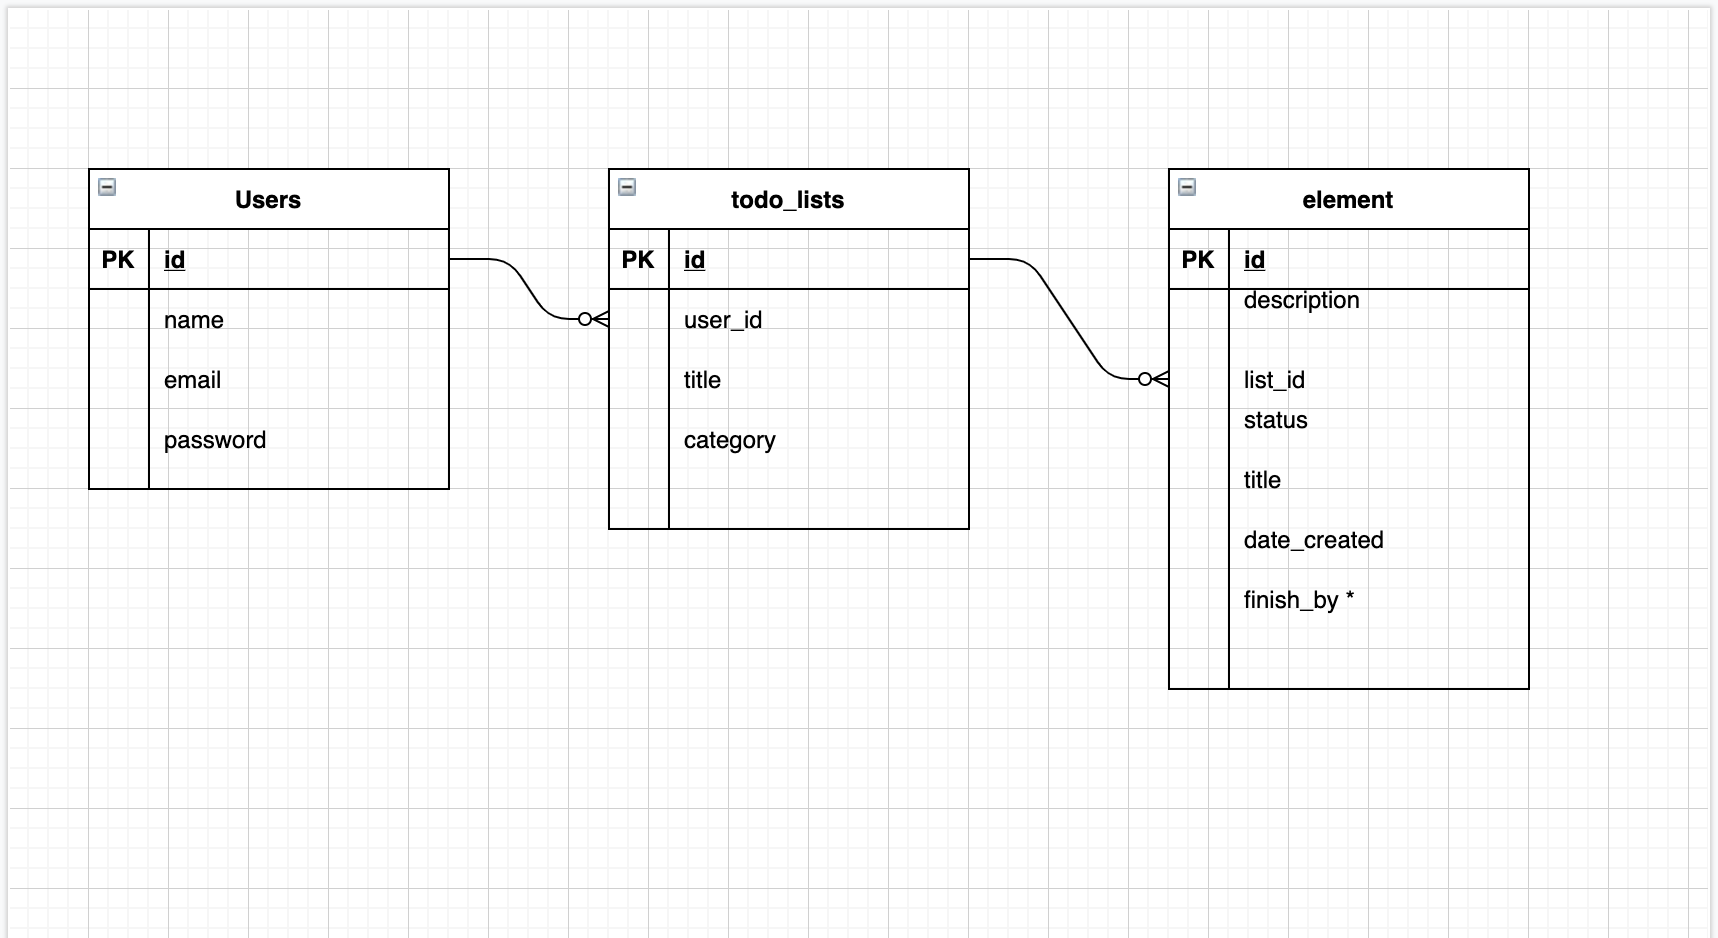 Users
PK id
name
email
password
todo_lists
PK id
user_id
title
category
element
PK id
description
list_id
status
title
date_created
finish_by *